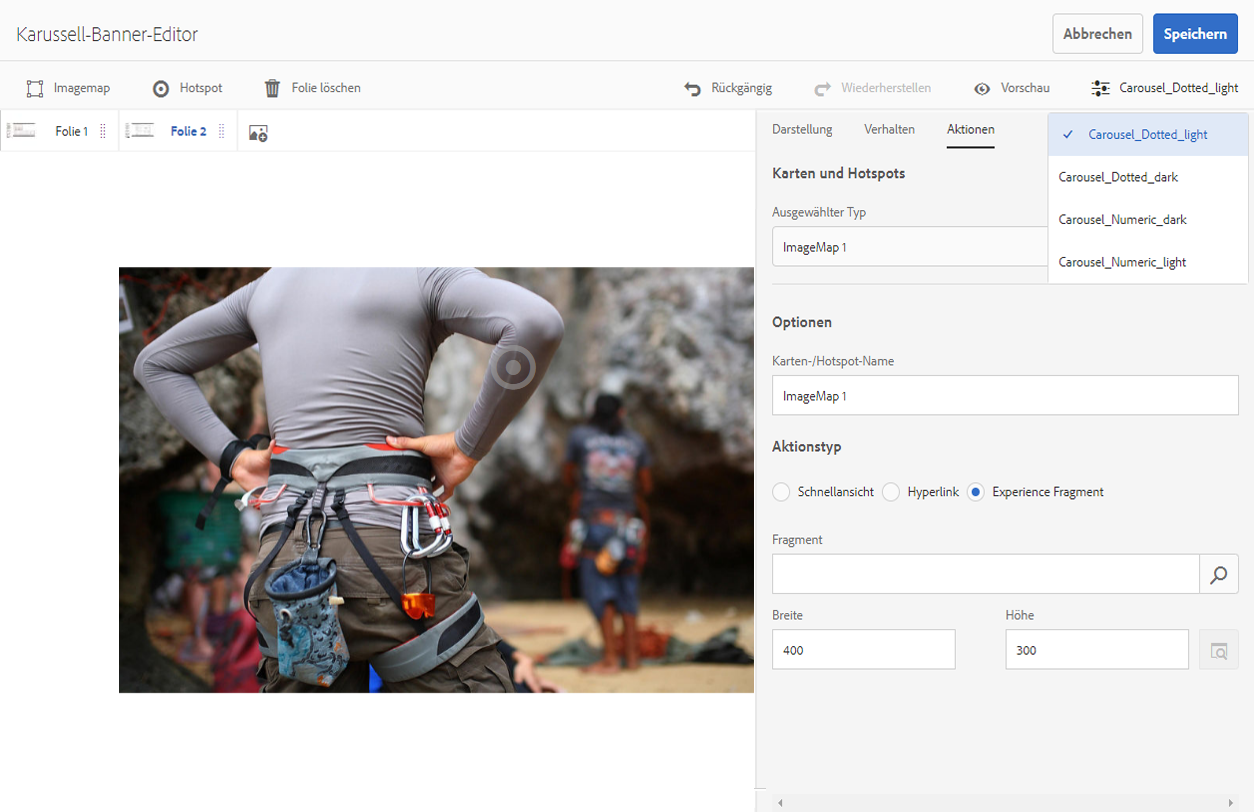 Karussell-Banner-Editor
Abbrechen
Speichern
Imagemap
Hotspot
Folie löschen
Rückgängig
Wiederherstellen
Vorschau
Carousel_Dotted_light
Folie 1
Folie 2
Darstellung
Verhalten
Aktionen
Carousel_Dotted_light
Carousel_Dotted_dark
Carousel_Numeric_dark
Carousel_Numeric_light
Karten und Hotspots
Ausgewählter Typ
ImageMap 1
Optionen
Karten-/Hotspot-Name
ImageMap 1
Aktionstyp
Schnellansicht
Hyperlink
Experience Fragment
Fragment
Breite
Höhe
400
300